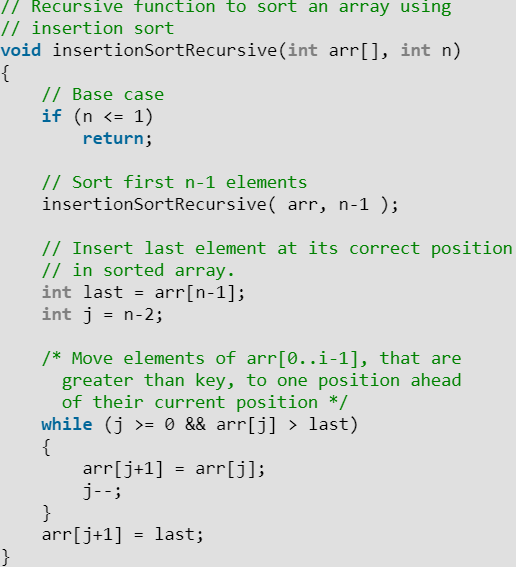 // Recursive function to sort an array using
// insertion sort
void insertionSortRecursive(int arr[], int n)
{
    // Base case
    if (n <= 1)
        return;

    // Sort first n-1 elements
    insertionSortRecursive( arr, n-1 );

    // Insert last element at its correct position
    // in sorted array.
    int last = arr[n-1];
    int j = n-2;

    /* Move elements of arr[0..i-1], that are
      greater than key, to one position ahead
      of their current position */
    while (j >= 0 && arr[j] > last)
    {
        arr[j+1] = arr[j];
        j--;
    }
    arr[j+1] = last;
}